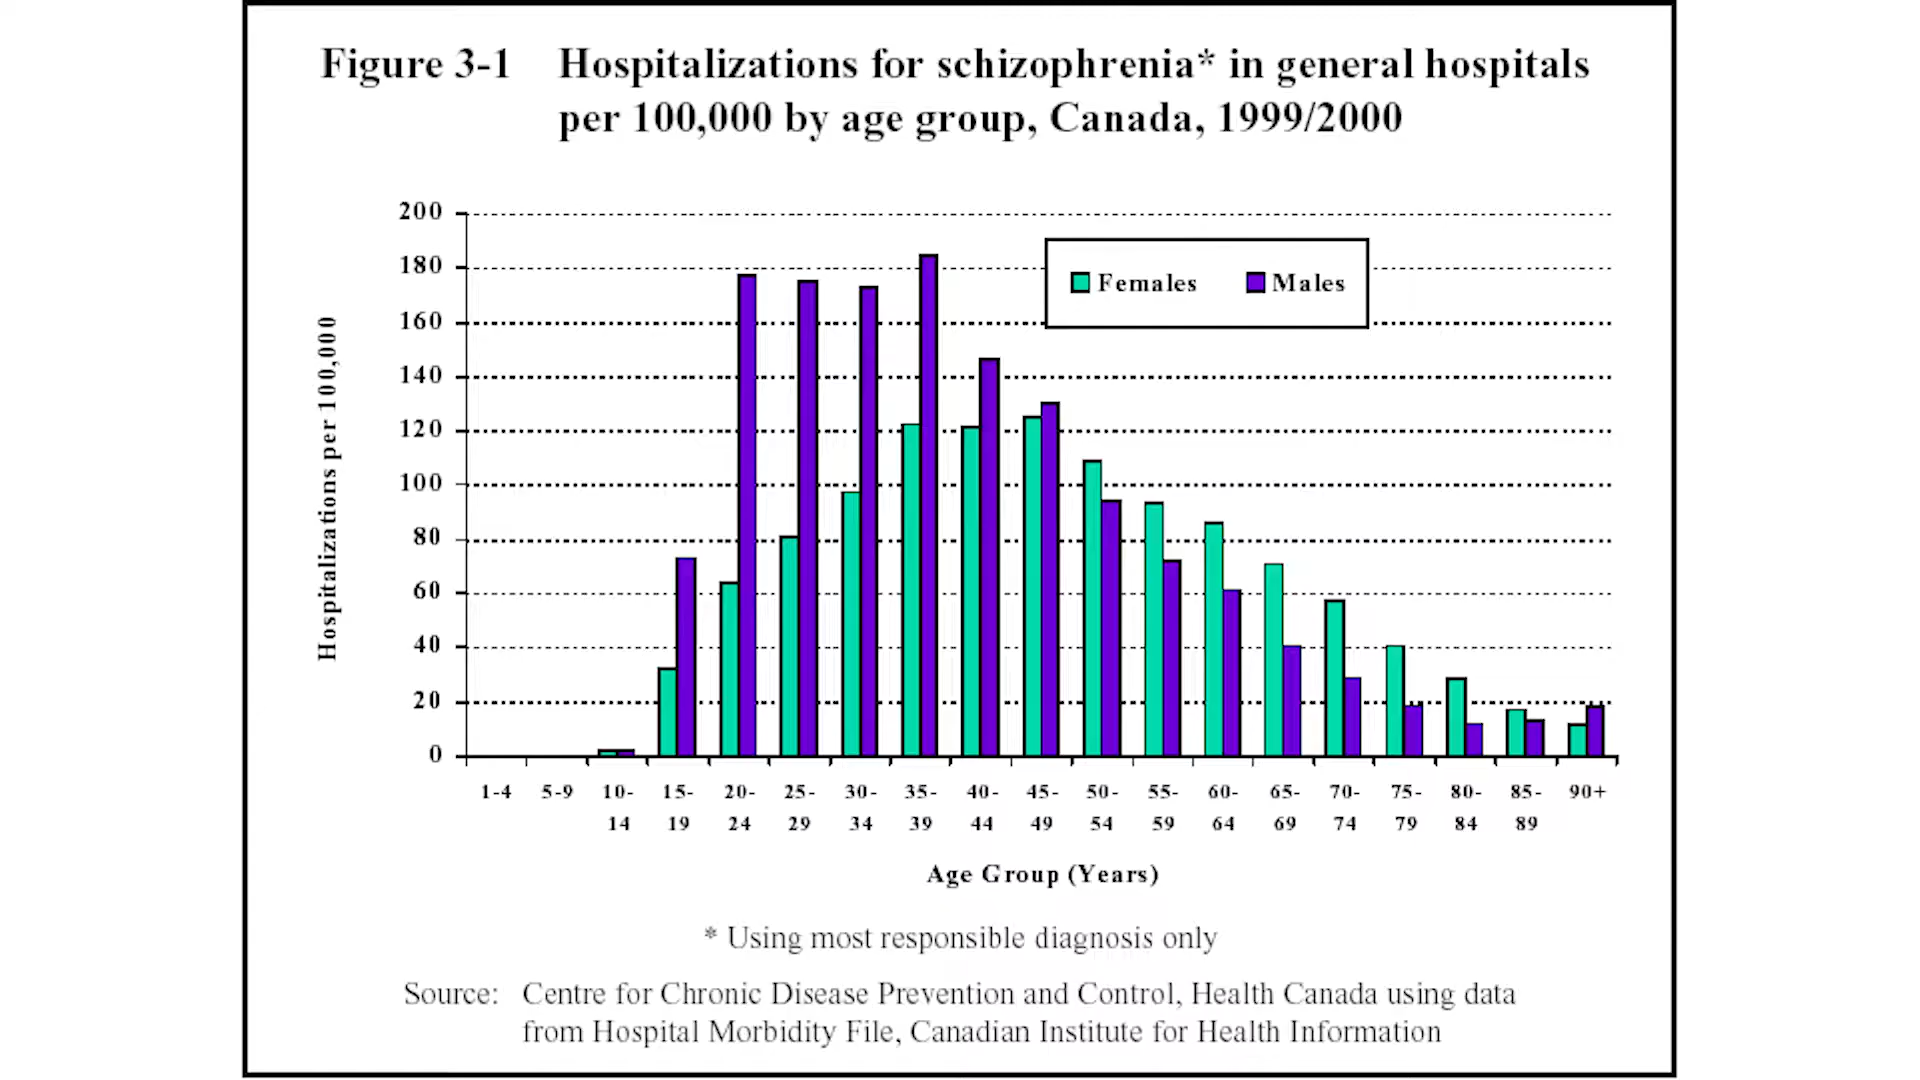 Figure 3-1 Hospitalizations for schizophrenia* in general hospitals
per 100,000 by age group, Canada, 1999/2000
Hospitalizations per 100,000
200
180
160
140
120
100
80
60
40
20
0
Females Males
1-4 5-9 10- 15- 20- 25- 30- 35- 40- 45- 50- 55- 60- 65- 70- 75- 80- 85- 90+
14 19 24 29 34 39 44 49 54 59 64 69 74 79 84 89
Age Group (Years)
* Using most responsible diagnosis only
Source: Centre for Chronic Disease Prevention and Control, Health Canada using data
from Hospital Morbidity File, Canadian Institute for Health Information